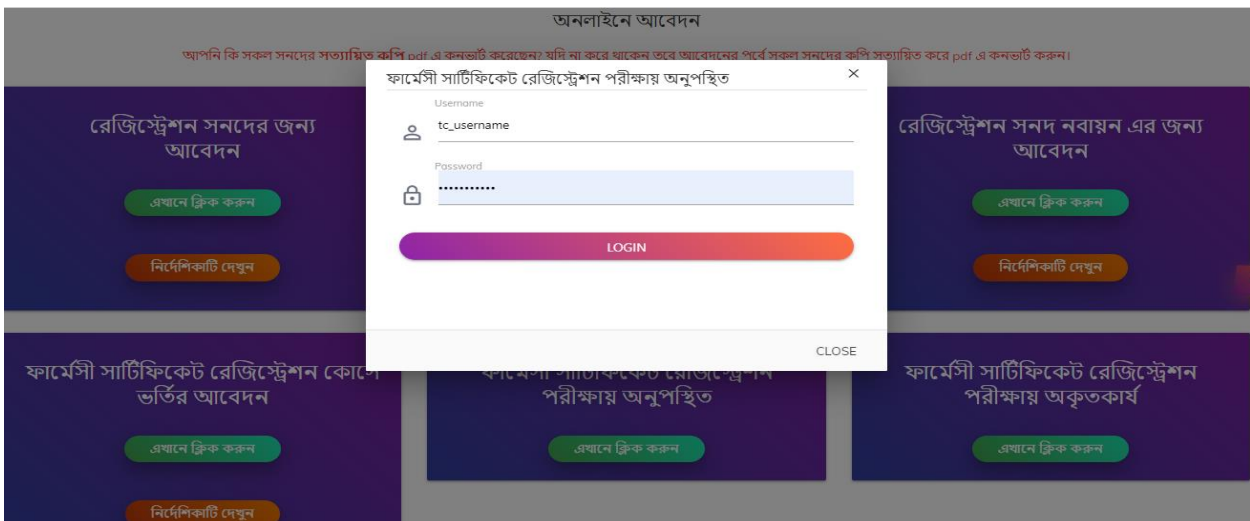 অনলাইনে আবেদন
আপনি কি সকল সনদের সত্যায়িত কপি pdf এ কনভার্ট করেছেন? যদি না করে থাকেন তবে আবেদনের পূর্বে সকল সনদের কপি সত্যায়িত করে pdf এ কনভার্ট করুন।
ফার্মেসী সার্টিফিকেট রেজিস্ট্রেশন পরীক্ষায় অনুপস্থিত
×
Username
tc_username
Password
•••••••••••
LOGIN
CLOSE
রেজিস্ট্রেশন সনদের জন্য
আবেদন
এখানে ক্লিক করুন
নির্দেশিকাটি দেখুন
রেজিস্ট্রেশন সনদ নবায়ন এর জন্য
আবেদন
এখানে ক্লিক করুন
নির্দেশিকাটি দেখুন
ফার্মেসী সার্টিফিকেট রেজিস্ট্রেশন কোর্সে
ভর্তির আবেদন
এখানে ক্লিক করুন
নির্দেশিকাটি দেখুন
ফার্মেসী সার্টিফিকেট রেজিস্ট্রেশন
পরীক্ষায় অনুপস্থিত
এখানে ক্লিক করুন
ফার্মেসী সার্টিফিকেট রেজিস্ট্রেশন
পরীক্ষায় অকৃতকার্য
এখানে ক্লিক করুন